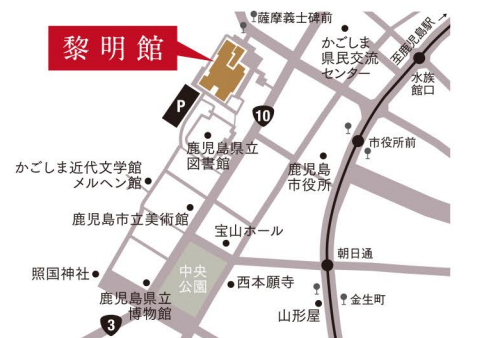 薩摩義士碑前
至鹿児島駅→
黎明館
かごしま
県民交流
センター
水族
館口
P
10
市役所前
鹿児島県立
図書館
鹿児島
市役所
かごしま近代文学館
メルヘン館
鹿児島市立美術館
宝山ホール
朝日通
照国神社
中央
公園
西本願寺
鹿児島県立
博物館
金生町
山形屋
3